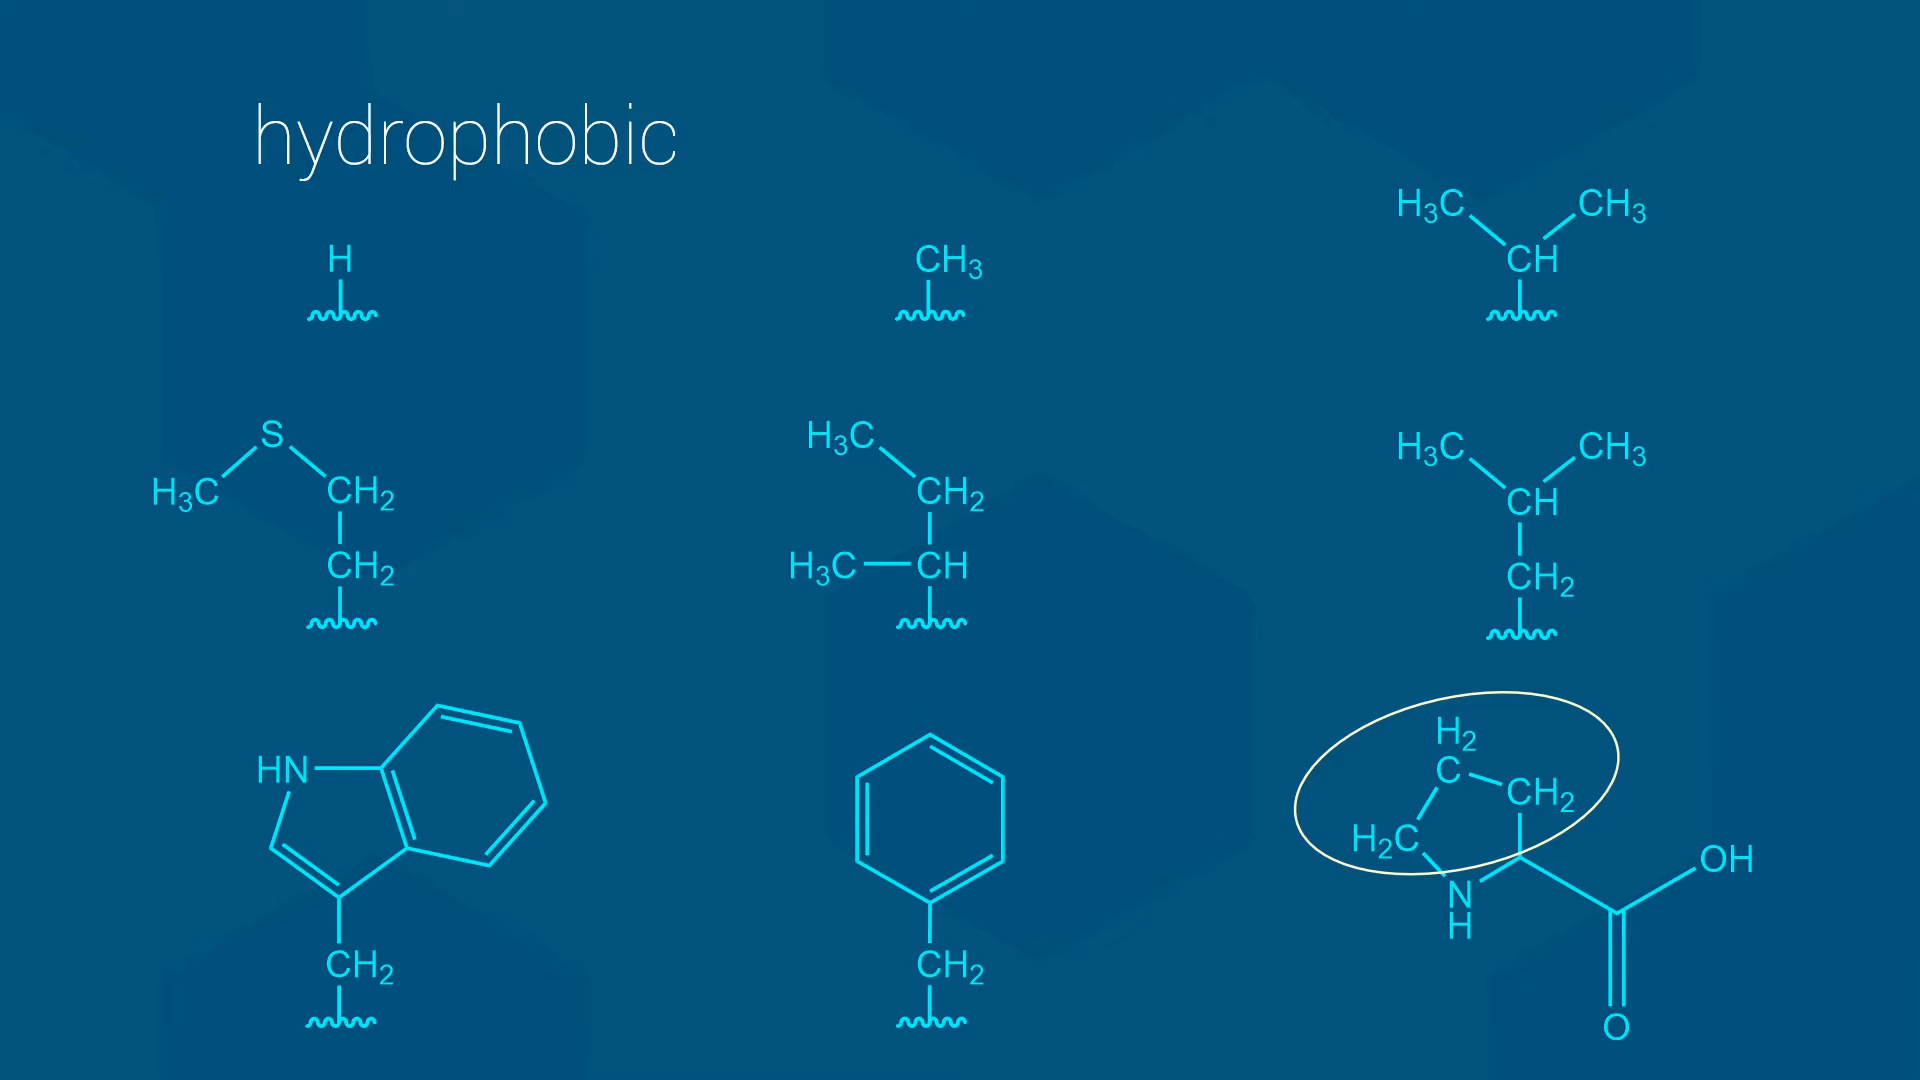 hydrophobic
H
CH3
H3C CH3
CH
S
H3C
CH2
CH2
H3C
CH2
H3C CH
H3C CH3
CH
CH2
HN
CH2
CH2
H2
C
CH2
H2C
N
H
OH
O